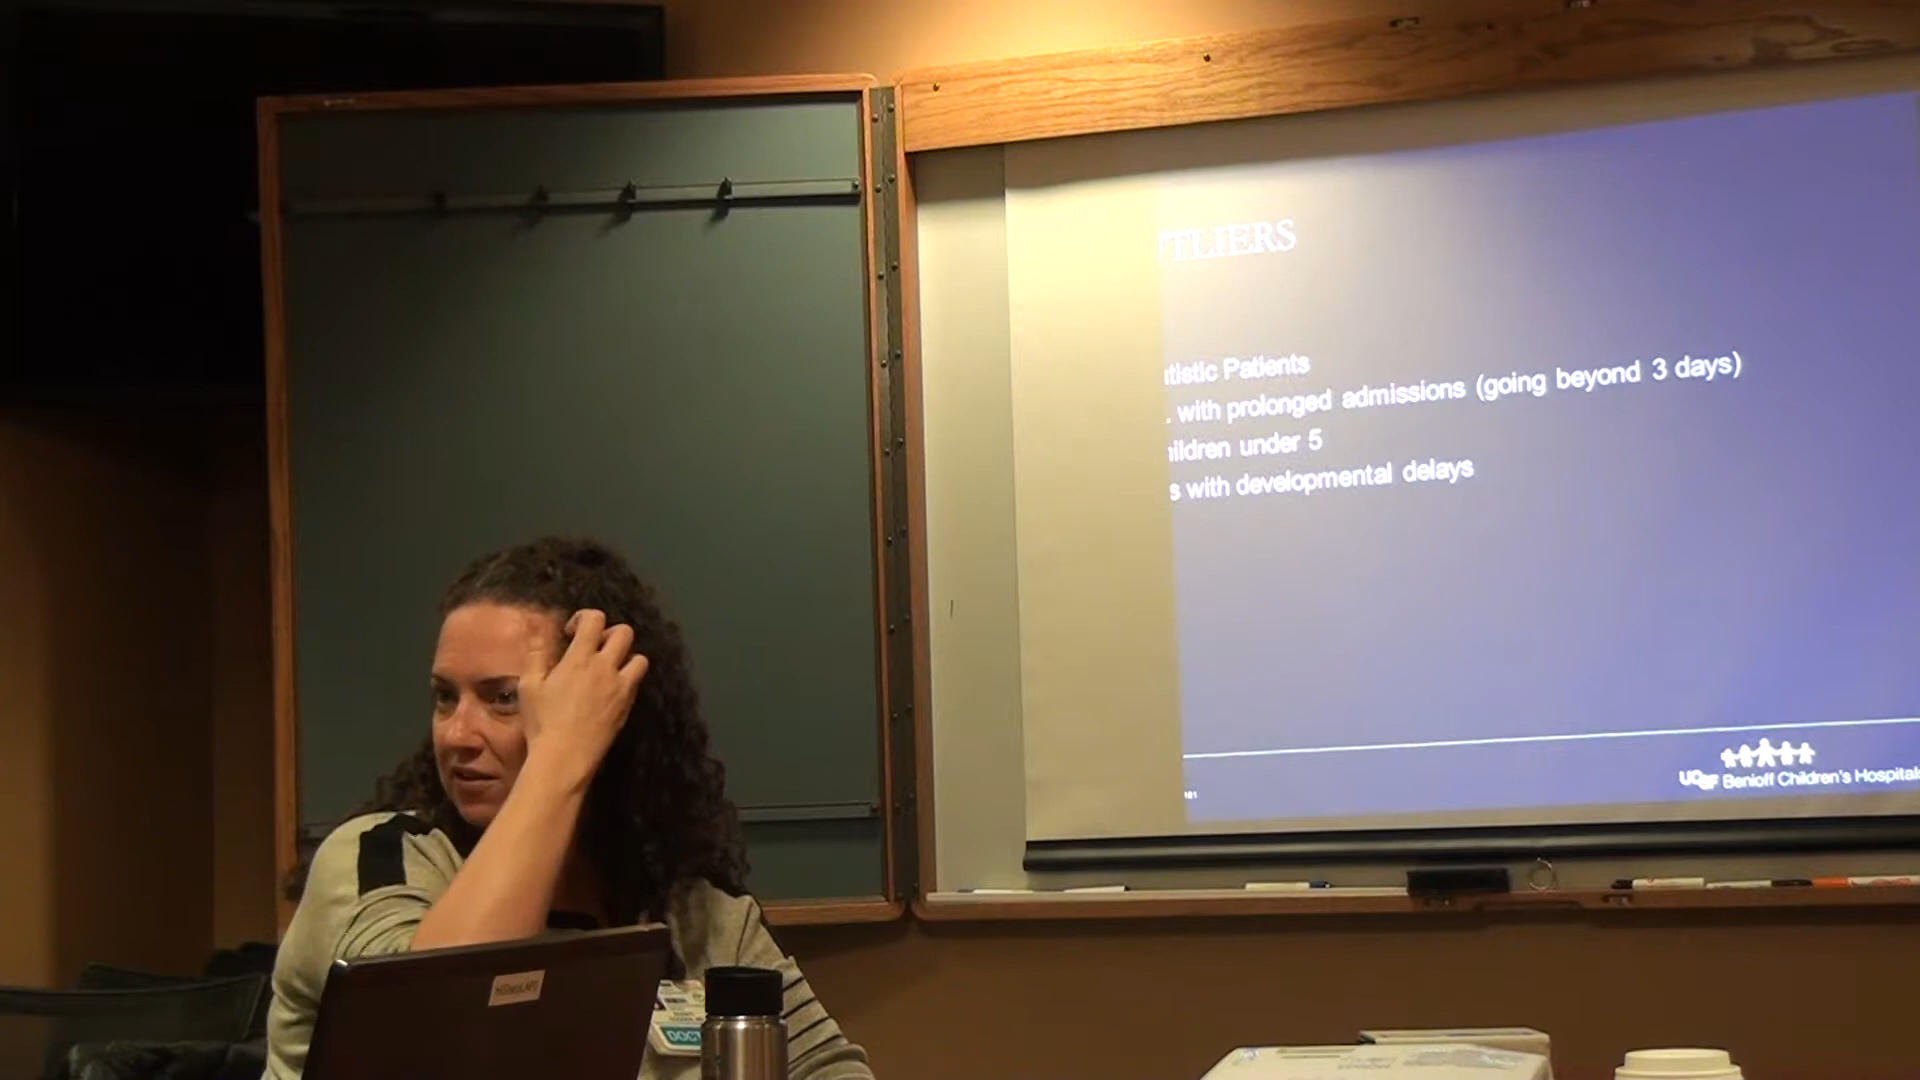 TLIERS
tistic Patients
. with prolonged admissions (going beyond 3 days)
ildren under 5
s with developmental delays
UCSF Benioff Children's Hospitals
DOCT